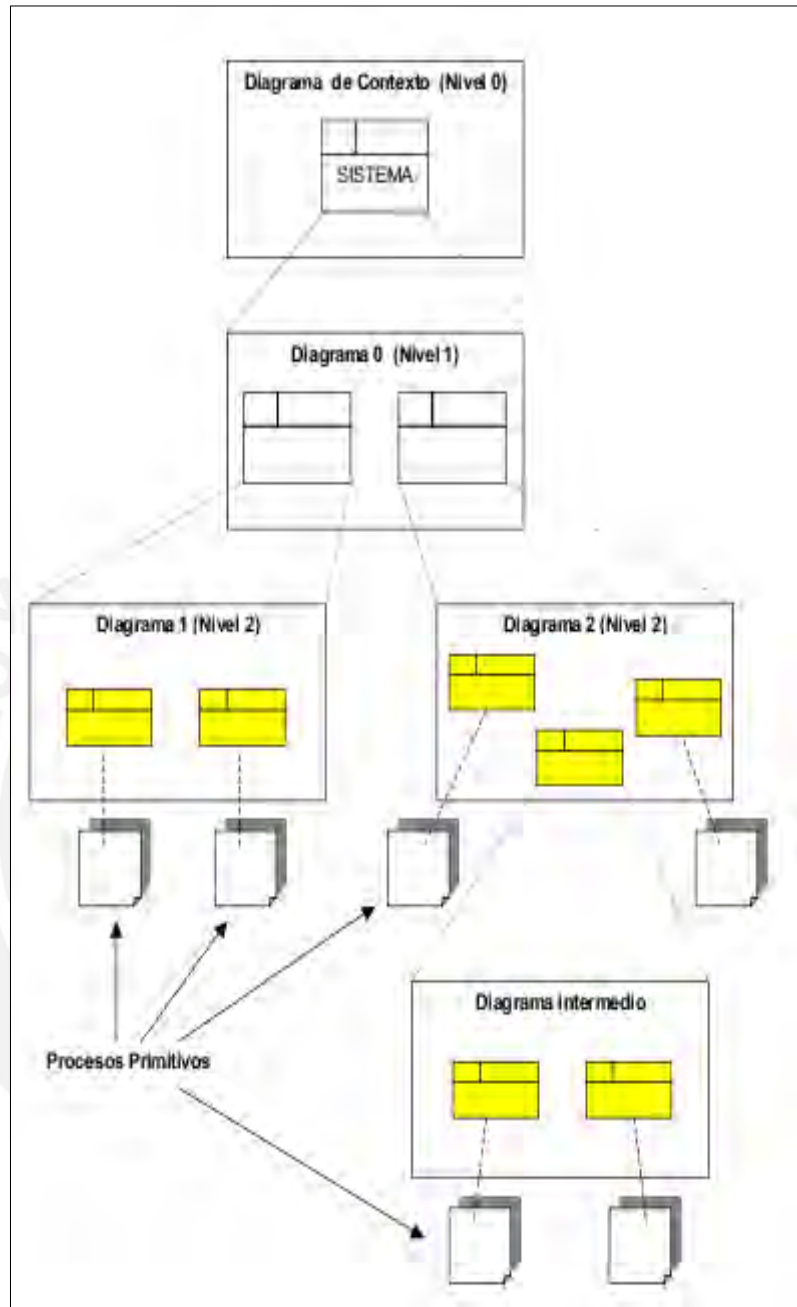 Diagrama de Contexto (Nivel 0)
SISTEMA
Diagrama 0 (Nivel 1)
Diagrama 1 (Nivel 2)
Diagrama 2 (Nivel 2)
Diagrama intermedio
Procesos Primitivos